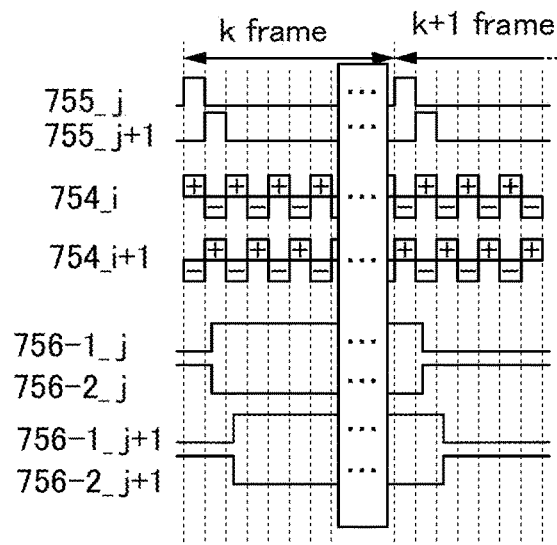 k frame k+1 frame
755_j ...
755_j+1 ...
+ + + +
754_i ...
− − − − − − − −
+ + + + + + +
754_i+1 ...
− − − − − − − −
756-1_j ...
756-2_j ...
756-1_j+1 ...
756-2_j+1 ...